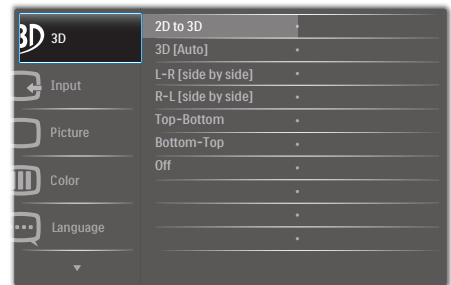 3D 3D
Input
Picture
Color
Language
2D to 3D
3D [Auto]
L-R [side by side]
R-L [side by side]
Top-Bottom
Bottom-Top
Off